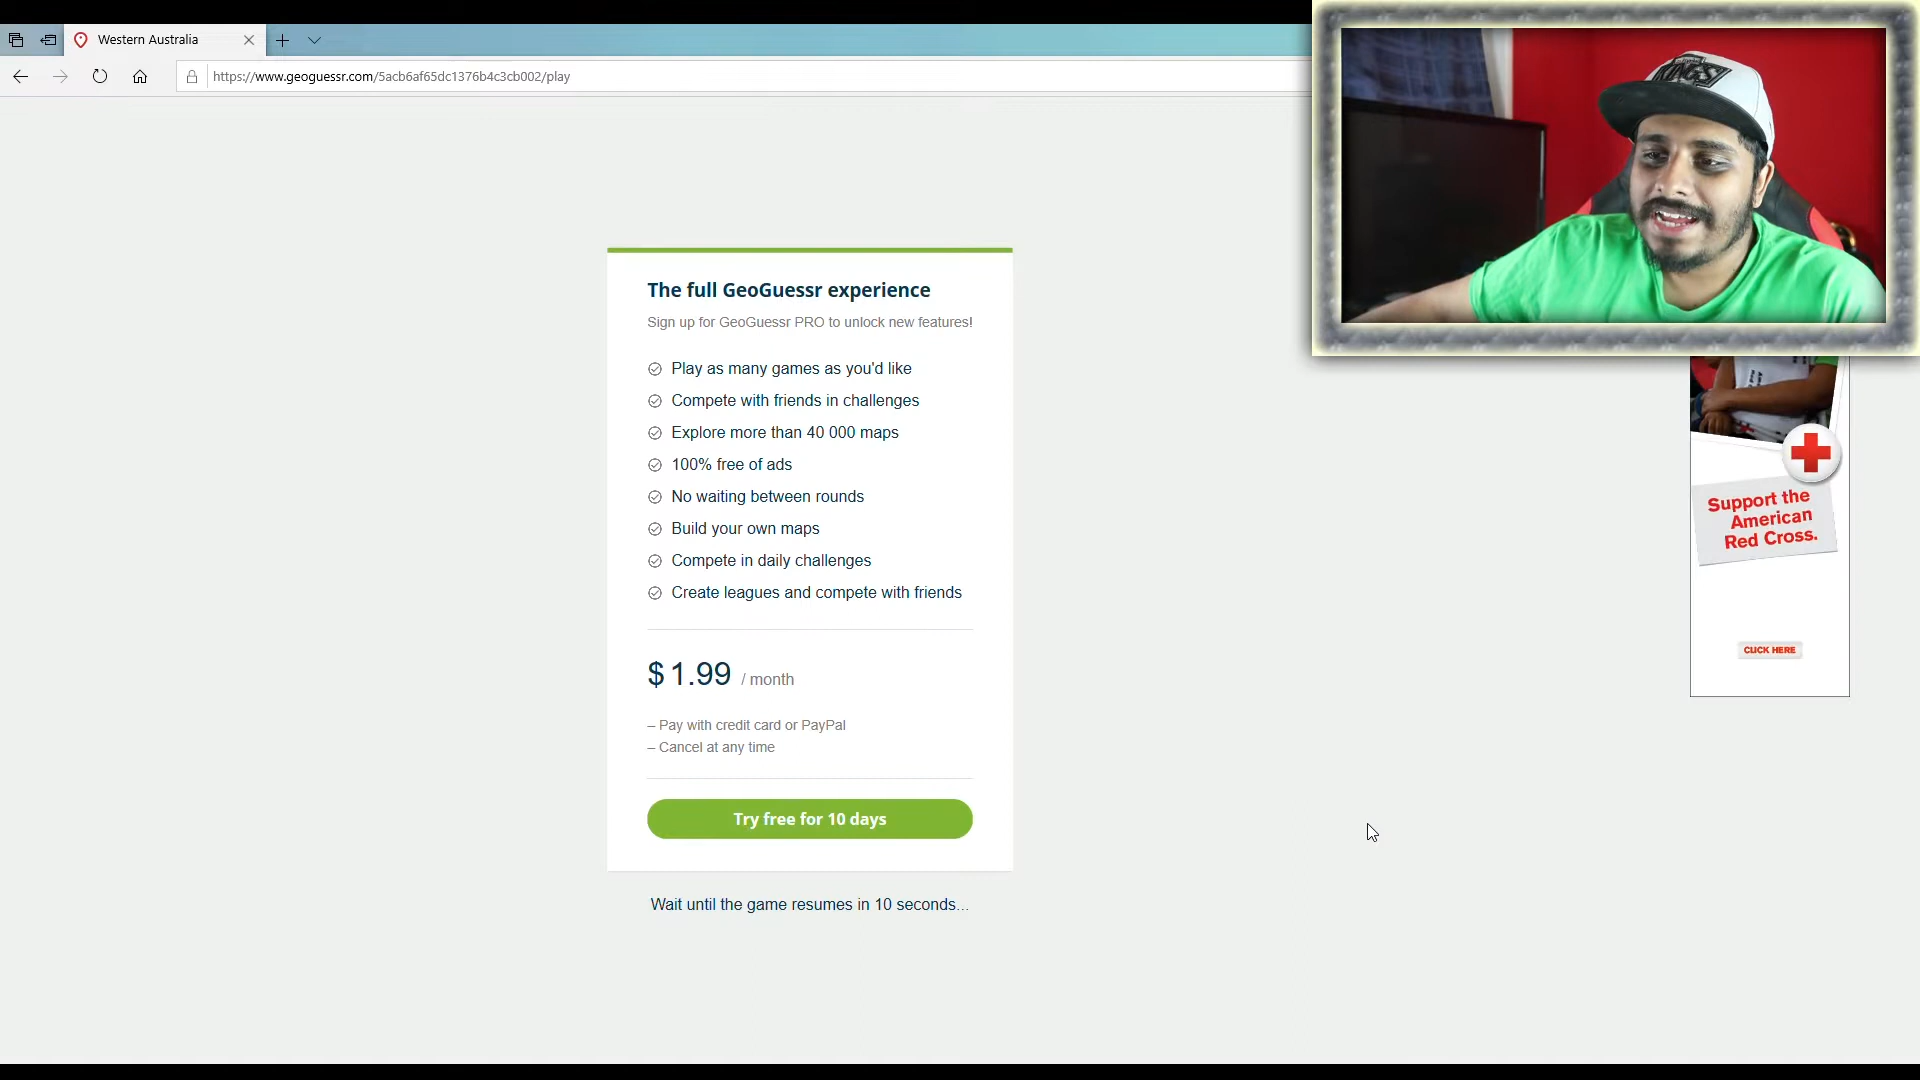 Western Australia
https://www.geoguessr.com/5acb6af65dc1376b4c3cb002/play
KINGS
The full GeoGuessr experience
Sign up for GeoGuessr PRO to unlock new features!
Play as many games as you'd like
Compete with friends in challenges
Explore more than 40 000 maps
100% free of ads
No waiting between rounds
Build your own maps
Compete in daily challenges
Create leagues and compete with friends
$ 1.99 / month
– Pay with credit card or PayPal
– Cancel at any time
Try free for 10 days
Wait until the game resumes in 10 seconds...
Support the
American
Red Cross.
CLICK HERE